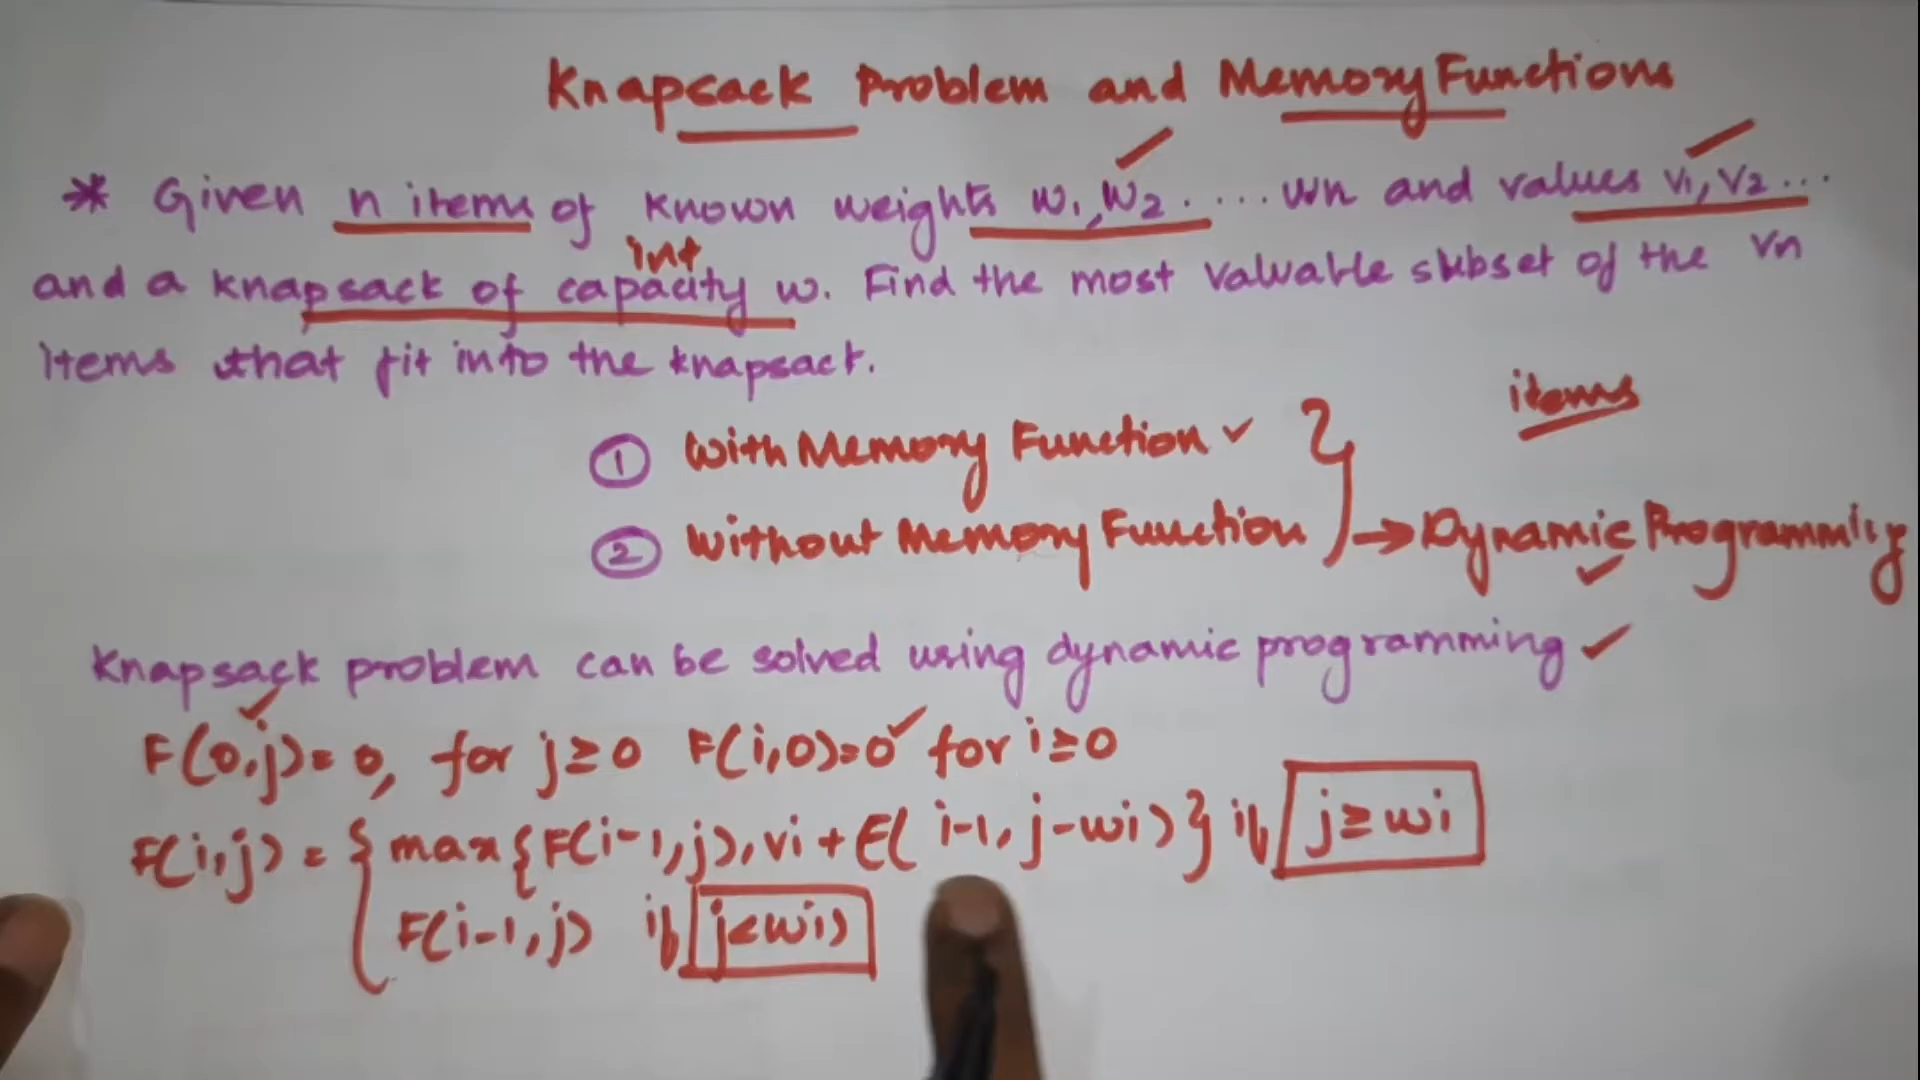 Knapsack Problem and Memory Functions
* Given n items of known weights w1, w2 ..... wn and values v1, v2 ... vn
int
and a knapsack of capacity w. Find the most valuable subset of the
items that fit into the knapsact.
items
① With Memory Function ✓
② Without Memory Function → Dynamic Programming
Knapsack problem can be solved using dynamic programming ✓
F(0,j)=0, for j≥0 F(i,0)=0 for i≥0
F(i,j) = { max{F(i-1,j), vi + F( i-1, j-wi)} if j≥wi
F(i-1,j) if j<wi)